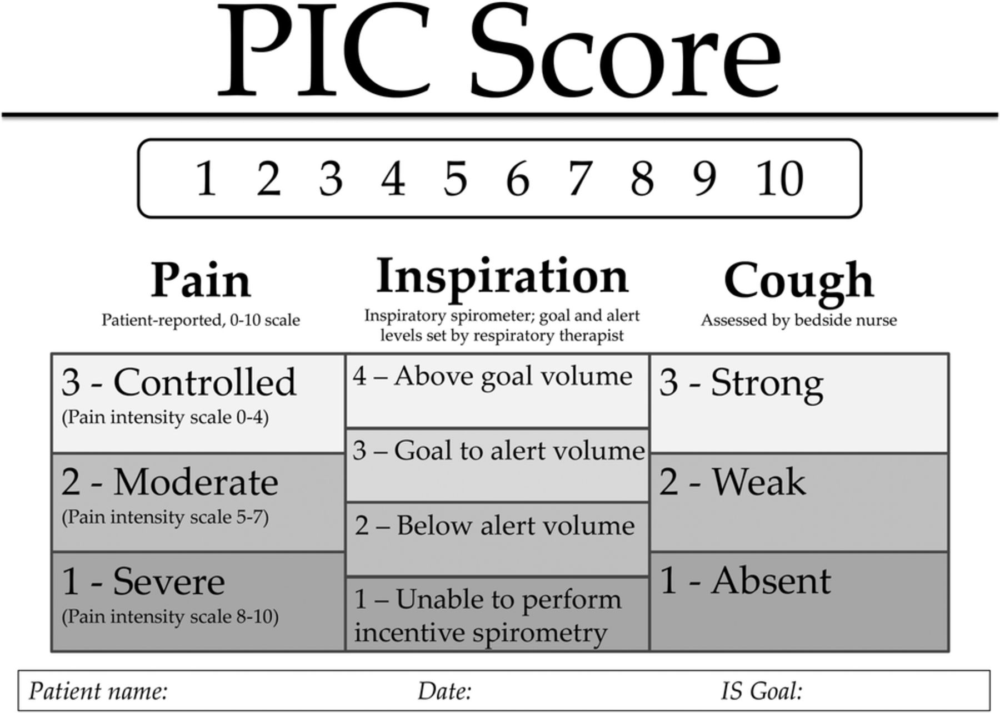 PIC Score
1 2 3 4 5 6 7 8 9 10
Pain
Patient-reported, 0-10 scale
Inspiration
Inspiratory spirometer; goal and alert
levels set by respiratory therapist
Cough
Assessed by bedside nurse
3 - Controlled
(Pain intensity scale 0-4)
2 - Moderate
(Pain intensity scale 5-7)
1 - Severe
(Pain intensity scale 8-10)
4 – Above goal volume
3 – Goal to alert volume
2 – Below alert volume
1 – Unable to perform
incentive spirometry
3 - Strong
2 - Weak
1 - Absent
Patient name: Date: IS Goal: